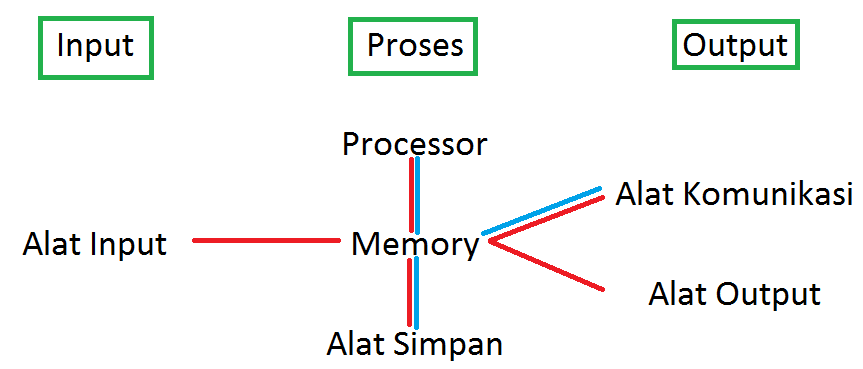 Input
Proses
Output
Processor
Alat Komunikasi
Alat Input
Memory
Alat Output
Alat Simpan